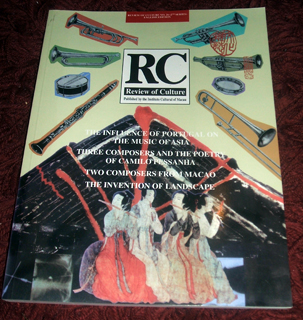 RC
Review of Culture
Published by the Instituto Cultural of Macau
THE INFLUENCE OF PORTUGAL ON
THE MUSIC OF ASIA
THREE COMPOSERS AND THE POETRY
OF CAMILO PESSANHA
TWO COMPOSERS FROM MACAO
THE INVENTION OF LANDSCAPE